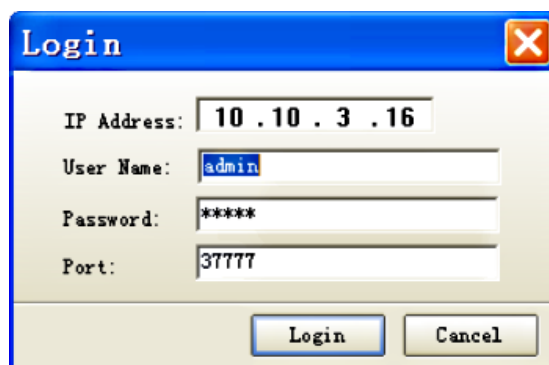 Login
IP Address: 10 . 10 . 3 . 16
User Name: admin
Password: *****
Port: 37777
Login Cancel